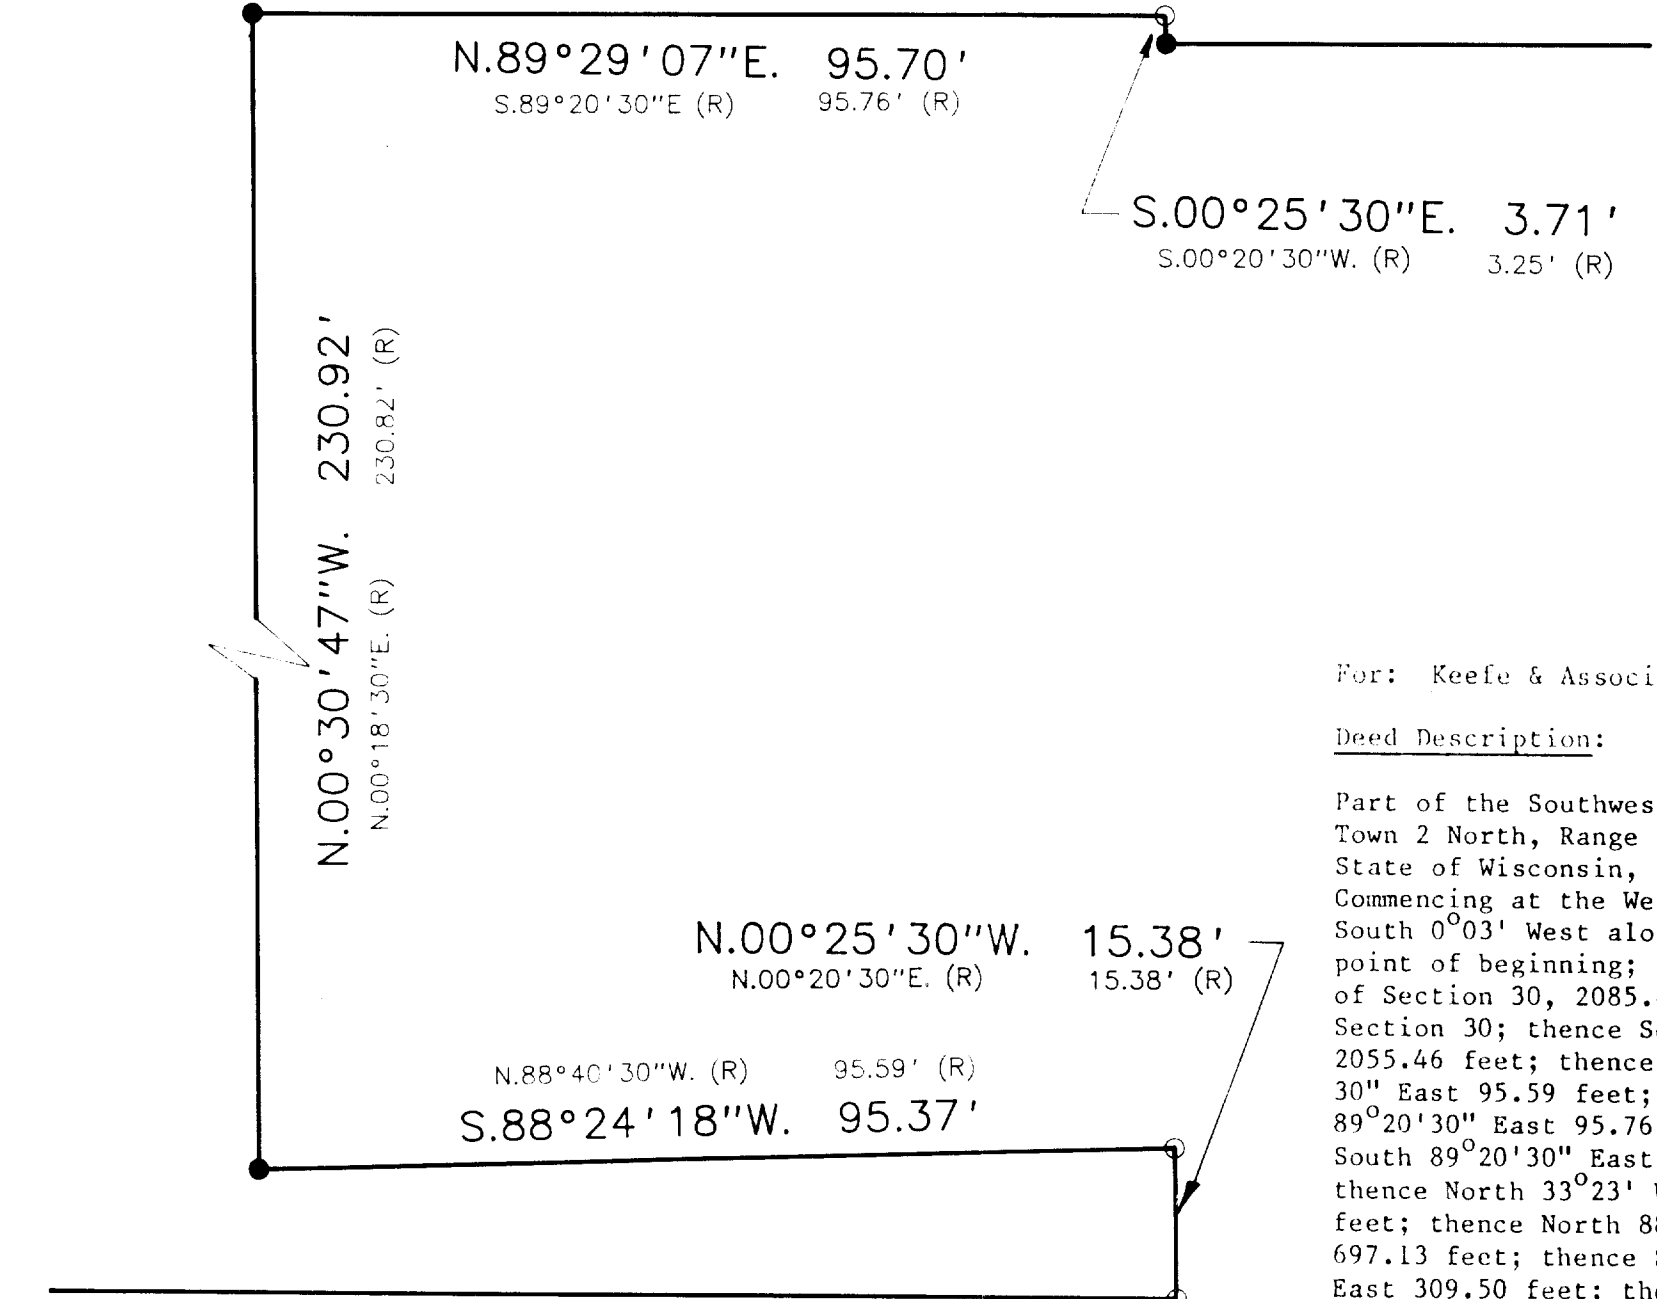 N.89°29'07"E. 95.70'
S.89°20'30"E (R) 95.76' (R)
S.00°25'30"E. 3.71'
S.00°20'30"W. (R) 3.25' (R)
N.00°30'47"W. 230.92'
N.00°18'30"E. (R) 230.82' (R)
N.00°25'30"W. 15.38'
N.00°20'30"E. (R) 15.38' (R)
N.88°40'30"W. (R) 95.59' (R)
S.88°24'18"W. 95.37'
For: Keefe & Associ
Deed Description:
Part of the Southwes
Town 2 North, Range
State of Wisconsin,
Commencing at the We
South 0°03' West alo
point of beginning;
of Section 30, 2085.
Section 30; thence S
2055.46 feet; thence
30" East 95.59 feet;
89°20'30" East 95.76
South 89°20'30" East
thence North 33°23' W
feet; thence North 88
697.13 feet; thence S
East 309.50 feet; the